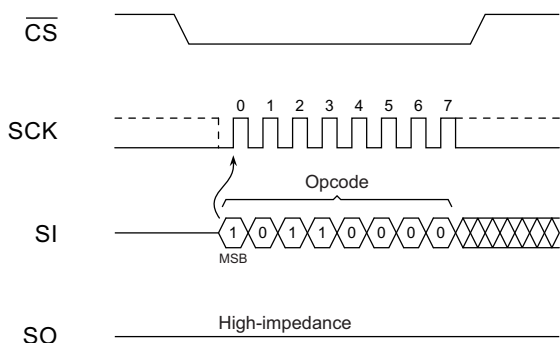 CS
0 1 2 3 4 5 6 7
SCK
Opcode
SI
1 0 1 1 0 0 0 0
MSB
High-impedance
SO